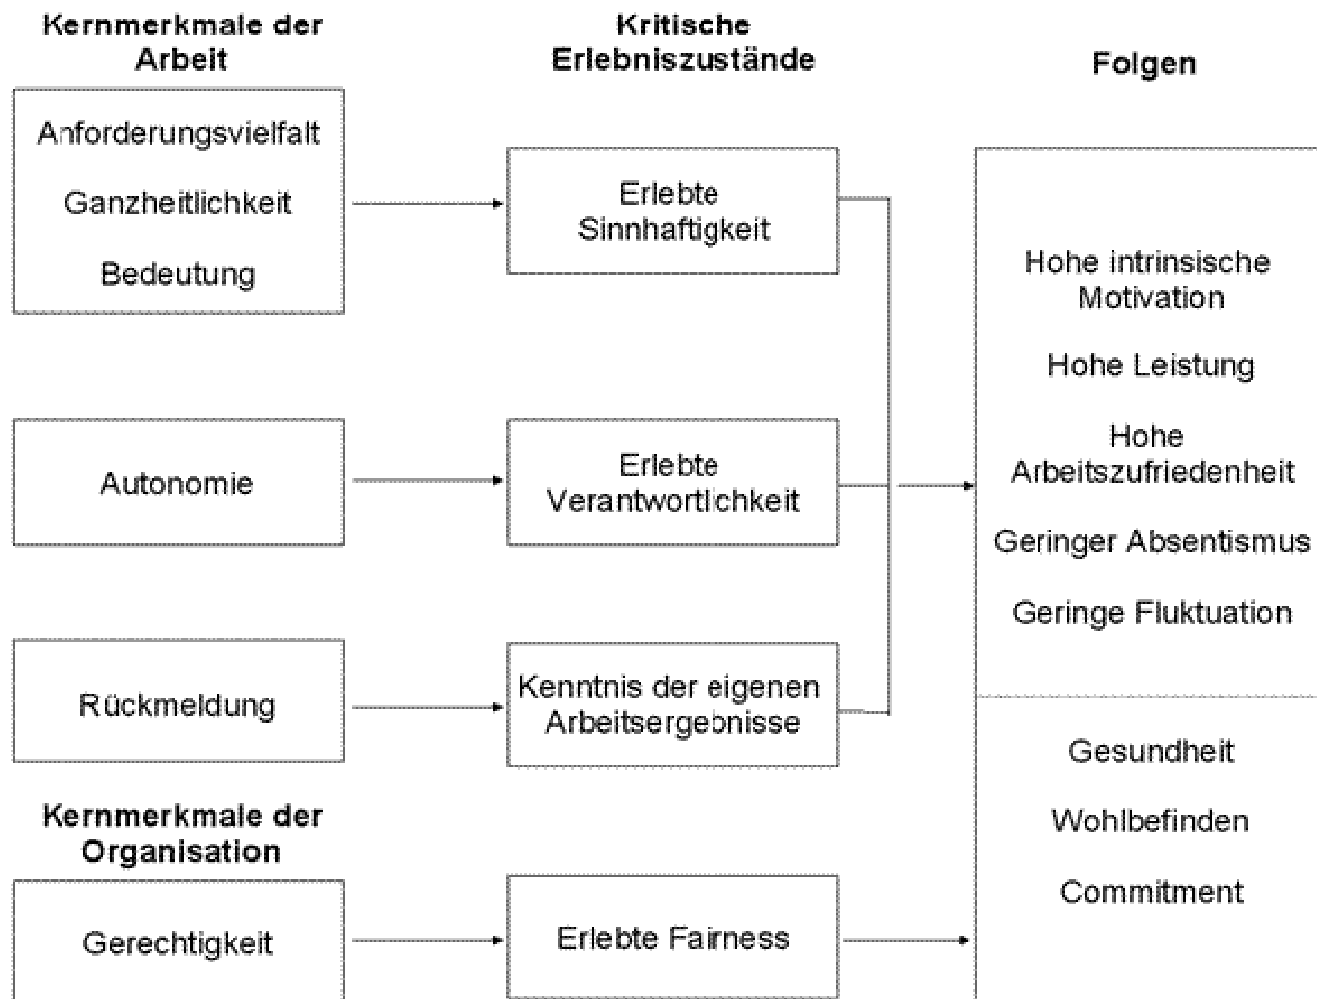 Kernmerkmale der
Arbeit
Anforderungsvielfalt
Ganzheitlichkeit
Bedeutung
Autonomie
Rückmeldung
Kernmerkmale der
Organisation
Gerechtigkeit
Kritische
Erlebniszustände
Erlebte
Sinnhaftigkeit
Erlebte
Verantwortlichkeit
Kenntnis der eigenen
Arbeitsergebnisse
Erlebte Fairness
Folgen
Hohe intrinsische
Motivation
Hohe Leistung
Hohe
Arbeitszufriedenheit
Geringer Absentismus
Geringe Fluktuation
Gesundheit
Wohlbefinden
Commitment